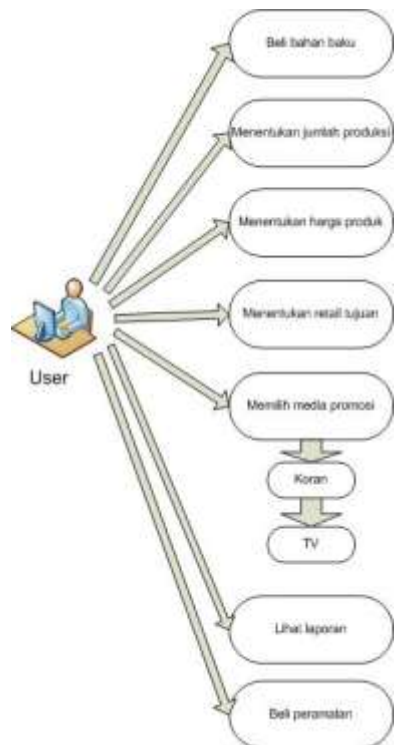 Beli bahan baku
Menentukan jumlah produksi
Menentukan harga produk
Menentukan retail tujuan
User
Memilih media promosi
Koran
TV
Lihat laporan
Beli peramalan